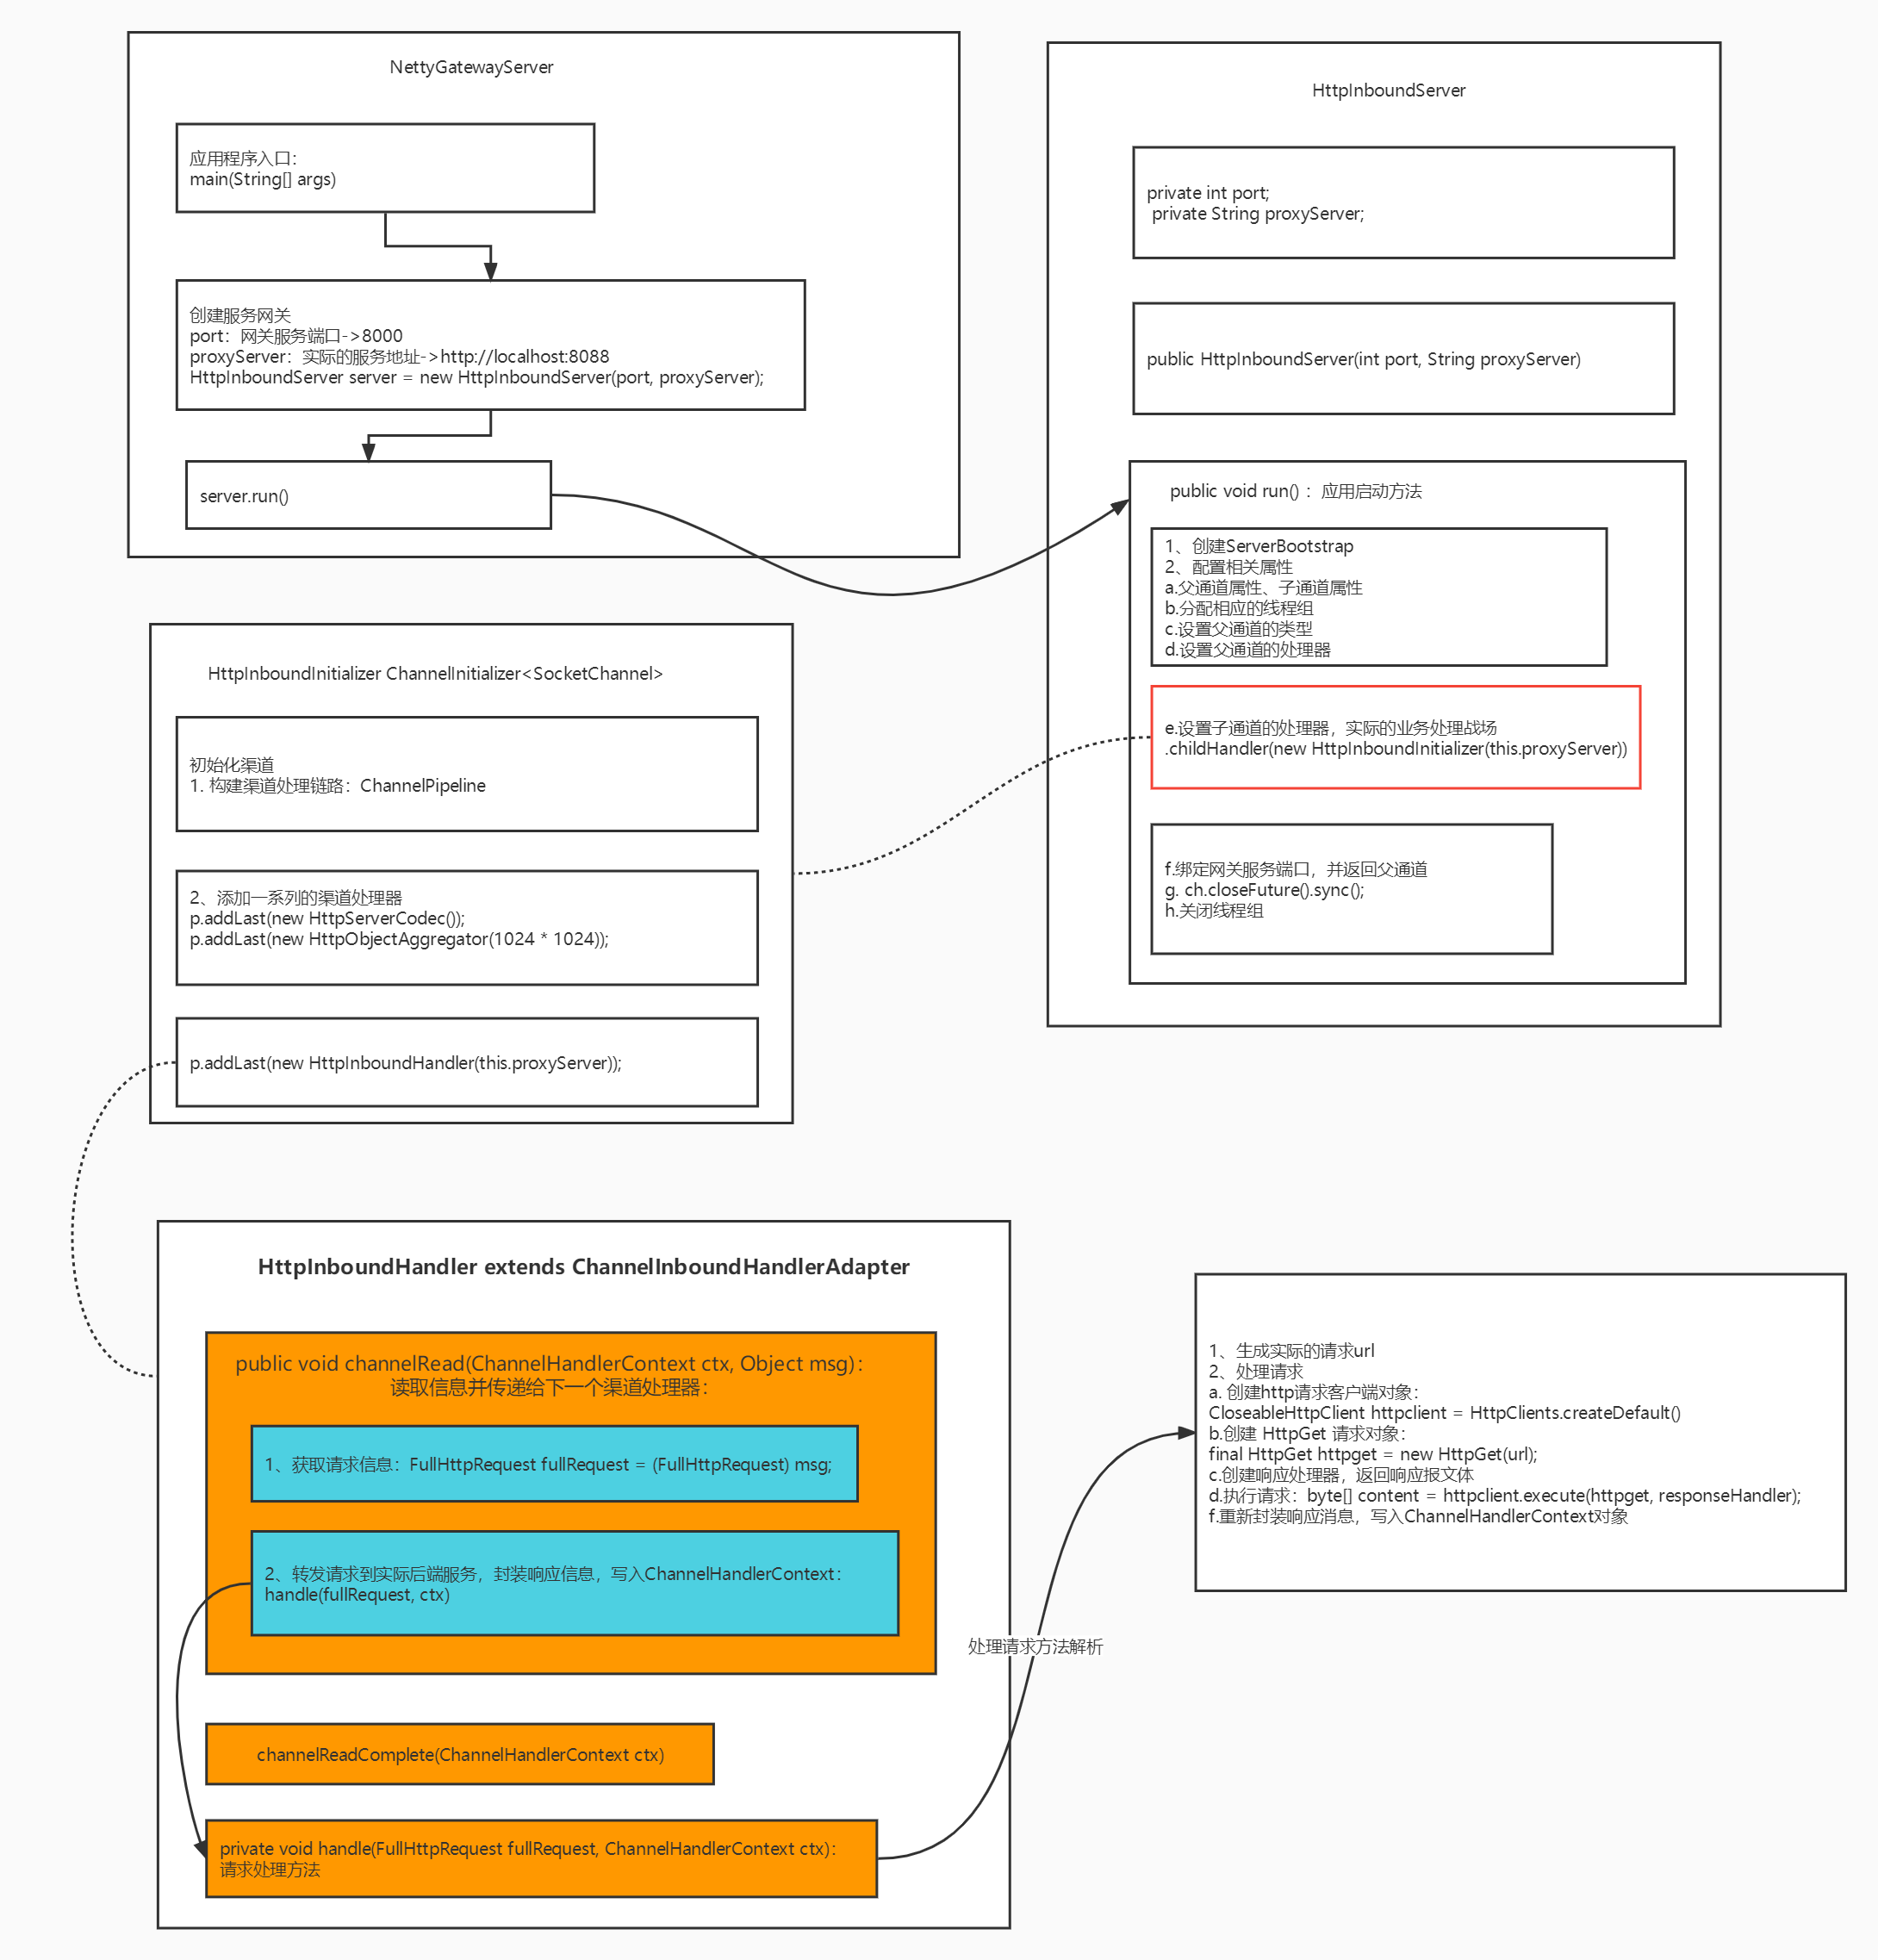 NettyGatewayServer
应用程序入口：
main(String[] args)
创建服务网关
port：网关服务端口->8000
proxyServer：实际的服务地址->http://localhost:8088
HttpInboundServer server = new HttpInboundServer(port, proxyServer);
server.run()
HttpInboundServer
private int port;
private String proxyServer;
public HttpInboundServer(int port, String proxyServer)
public void run() ：应用启动方法
1、创建ServerBootstrap
2、配置相关属性
a.父通道属性、子通道属性
b.分配相应的线程组
c.设置父通道的类型
d.设置父通道的处理器
e.设置子通道的处理器，实际的业务处理战场
.childHandler(new HttpInboundInitializer(this.proxyServer))
f.绑定网关服务端口，并返回父通道
g. ch.closeFuture().sync();
h.关闭线程组
HttpInboundInitializer ChannelInitializer<SocketChannel>
初始化渠道
1. 构建渠道处理链路：ChannelPipeline
2、添加一系列的渠道处理器
p.addLast(new HttpServerCodec());
p.addLast(new HttpObjectAggregator(1024 * 1024));
p.addLast(new HttpInboundHandler(this.proxyServer));
HttpInboundHandler extends ChannelInboundHandlerAdapter
public void channelRead(ChannelHandlerContext ctx, Object msg)：
读取信息并传递给下一个渠道处理器：
1、获取请求信息：FullHttpRequest fullRequest = (FullHttpRequest) msg;
2、转发请求到实际后端服务，封装响应信息，写入ChannelHandlerContext：
handle(fullRequest, ctx)
channelReadComplete(ChannelHandlerContext ctx)
private void handle(FullHttpRequest fullRequest, ChannelHandlerContext ctx)：
请求处理方法
处理请求方法解析
1、生成实际的请求url
2、处理请求
a. 创建http请求客户端对象：
CloseableHttpClient httpclient = HttpClients.createDefault()
b.创建 HttpGet 请求对象：
final HttpGet httpget = new HttpGet(url);
c.创建响应处理器，返回响应报文体
d.执行请求：byte[] content = httpclient.execute(httpget, responseHandler);
f.重新封装响应消息，写入ChannelHandlerContext对象